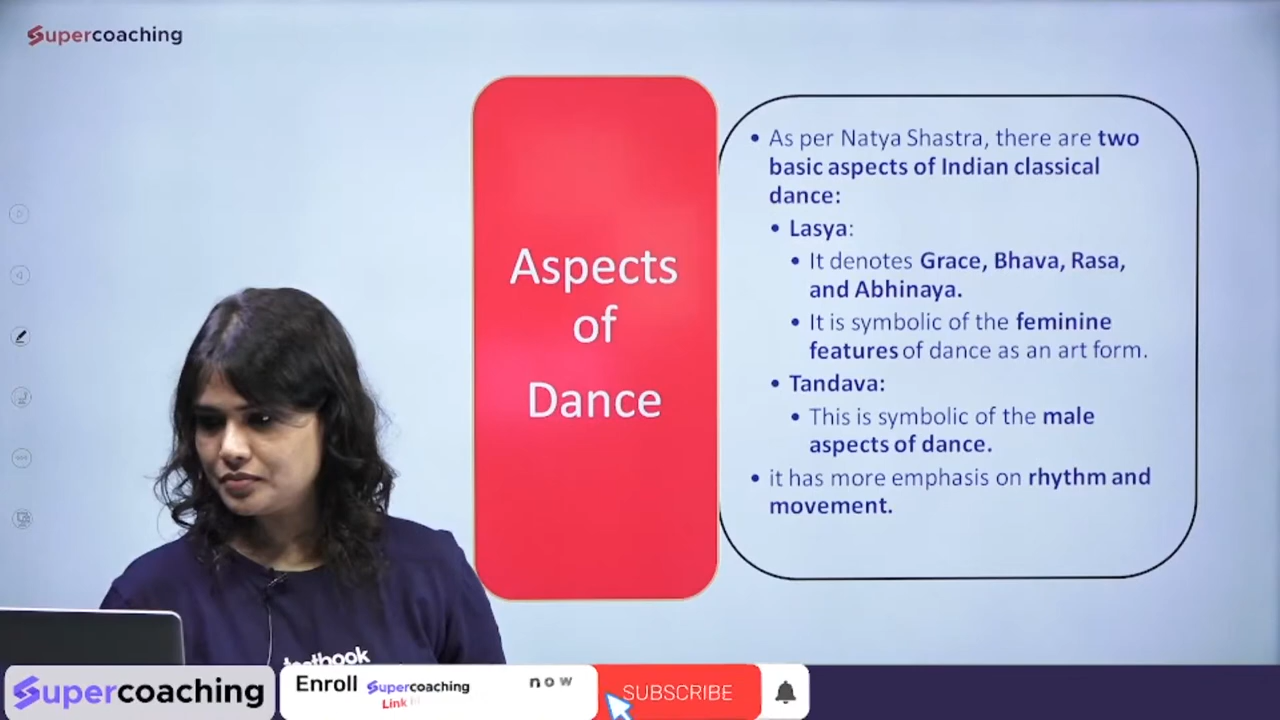 Supercoaching
Aspects
of
Dance
• As per Natya Shastra, there are two
basic aspects of Indian classical
dance:
• Lasya:
• It denotes Grace, Bhava, Rasa,
and Abhinaya.
• It is symbolic of the feminine
features of dance as an art form.
• Tandava:
• This is symbolic of the male
aspects of dance.
• it has more emphasis on rhythm and
movement.
testbook
Supercoaching
Enroll Supercoaching now
Link
SUBSCRIBE